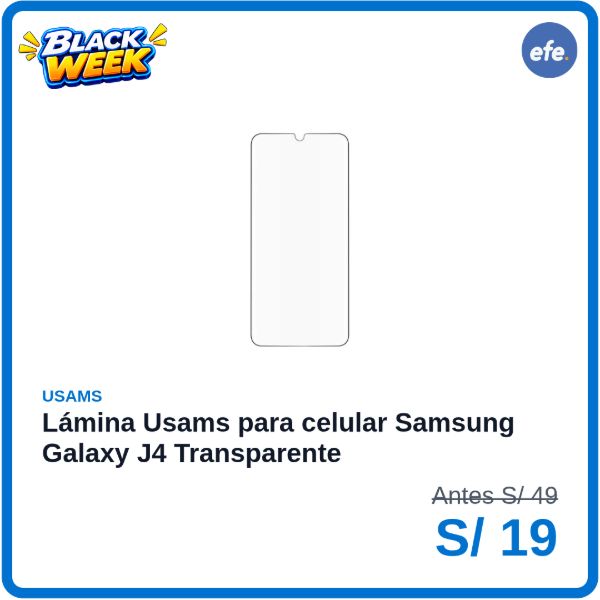 BLACK
WEEK
efe.
USAMS
Lámina Usams para celular Samsung
Galaxy J4 Transparente
Antes S/ 49
S/ 19